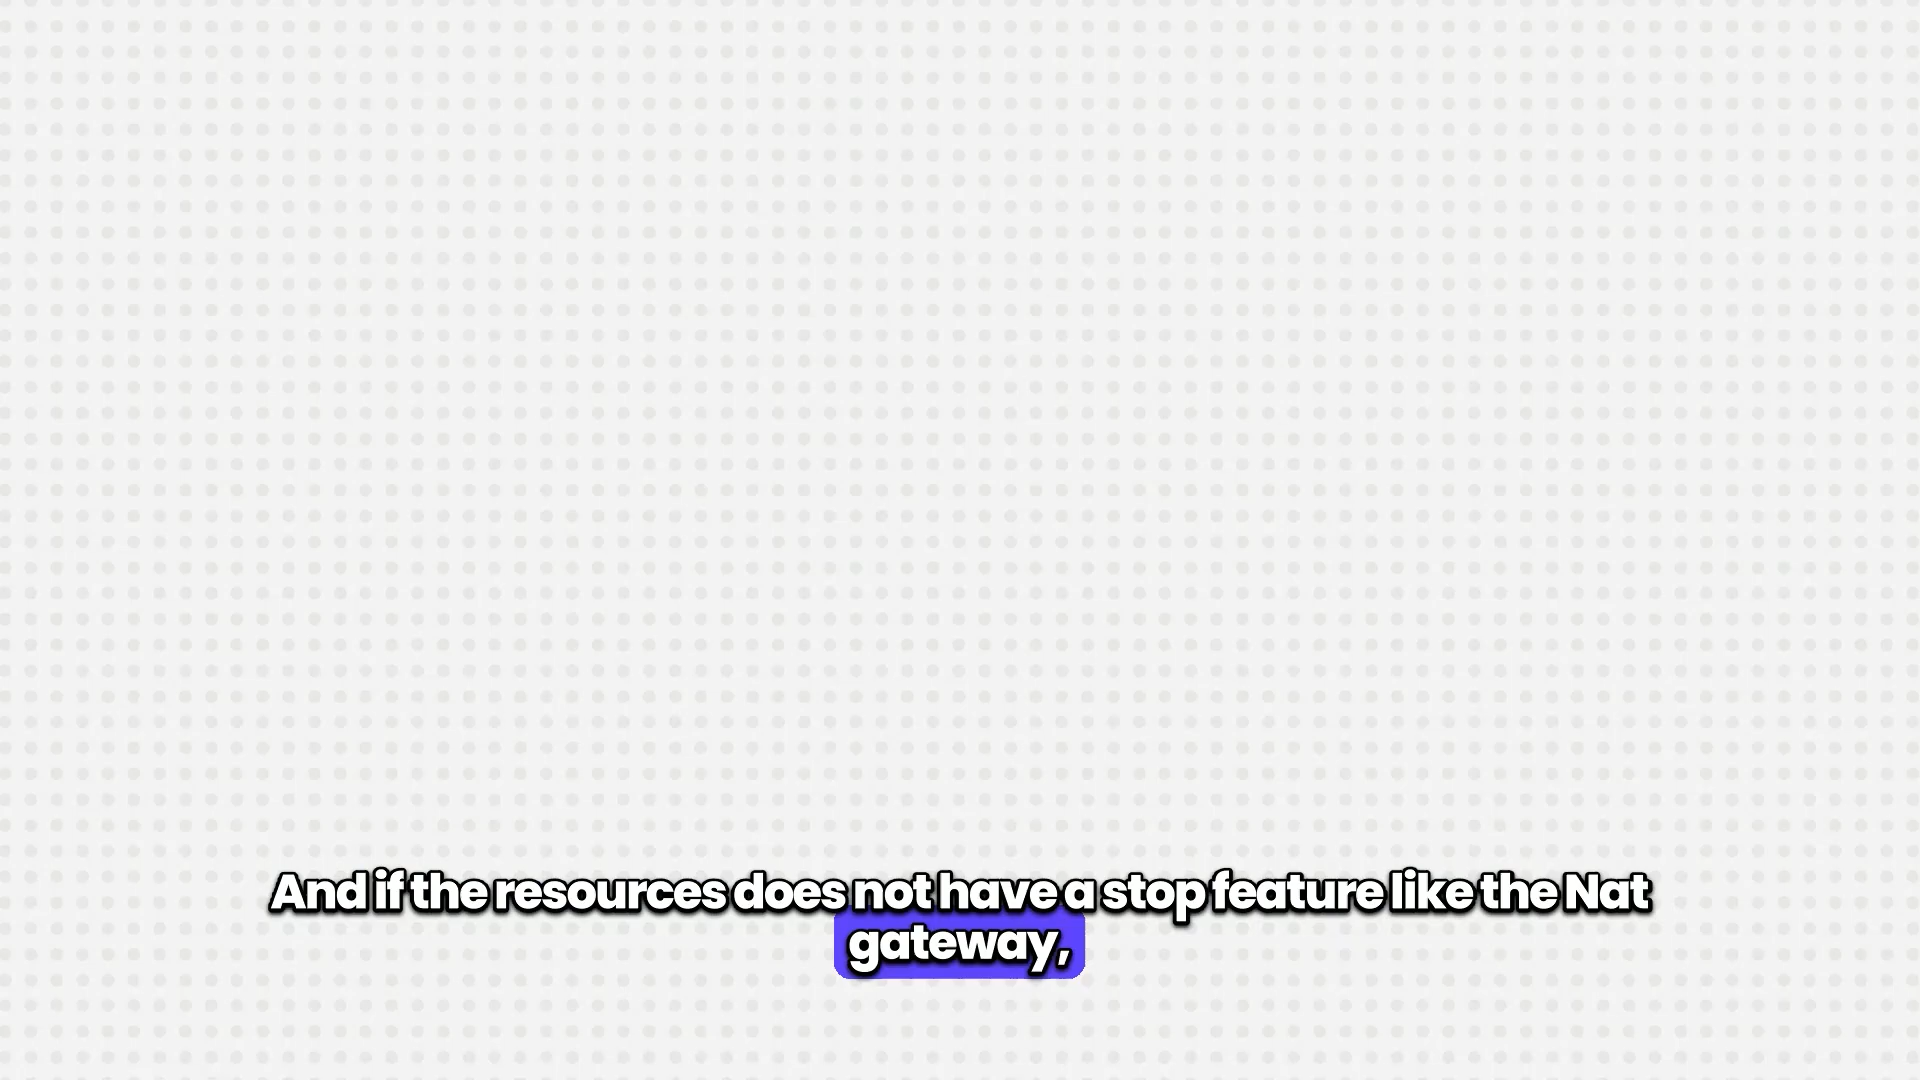 And if the resources does not have a stop feature like the Nat
gateway,